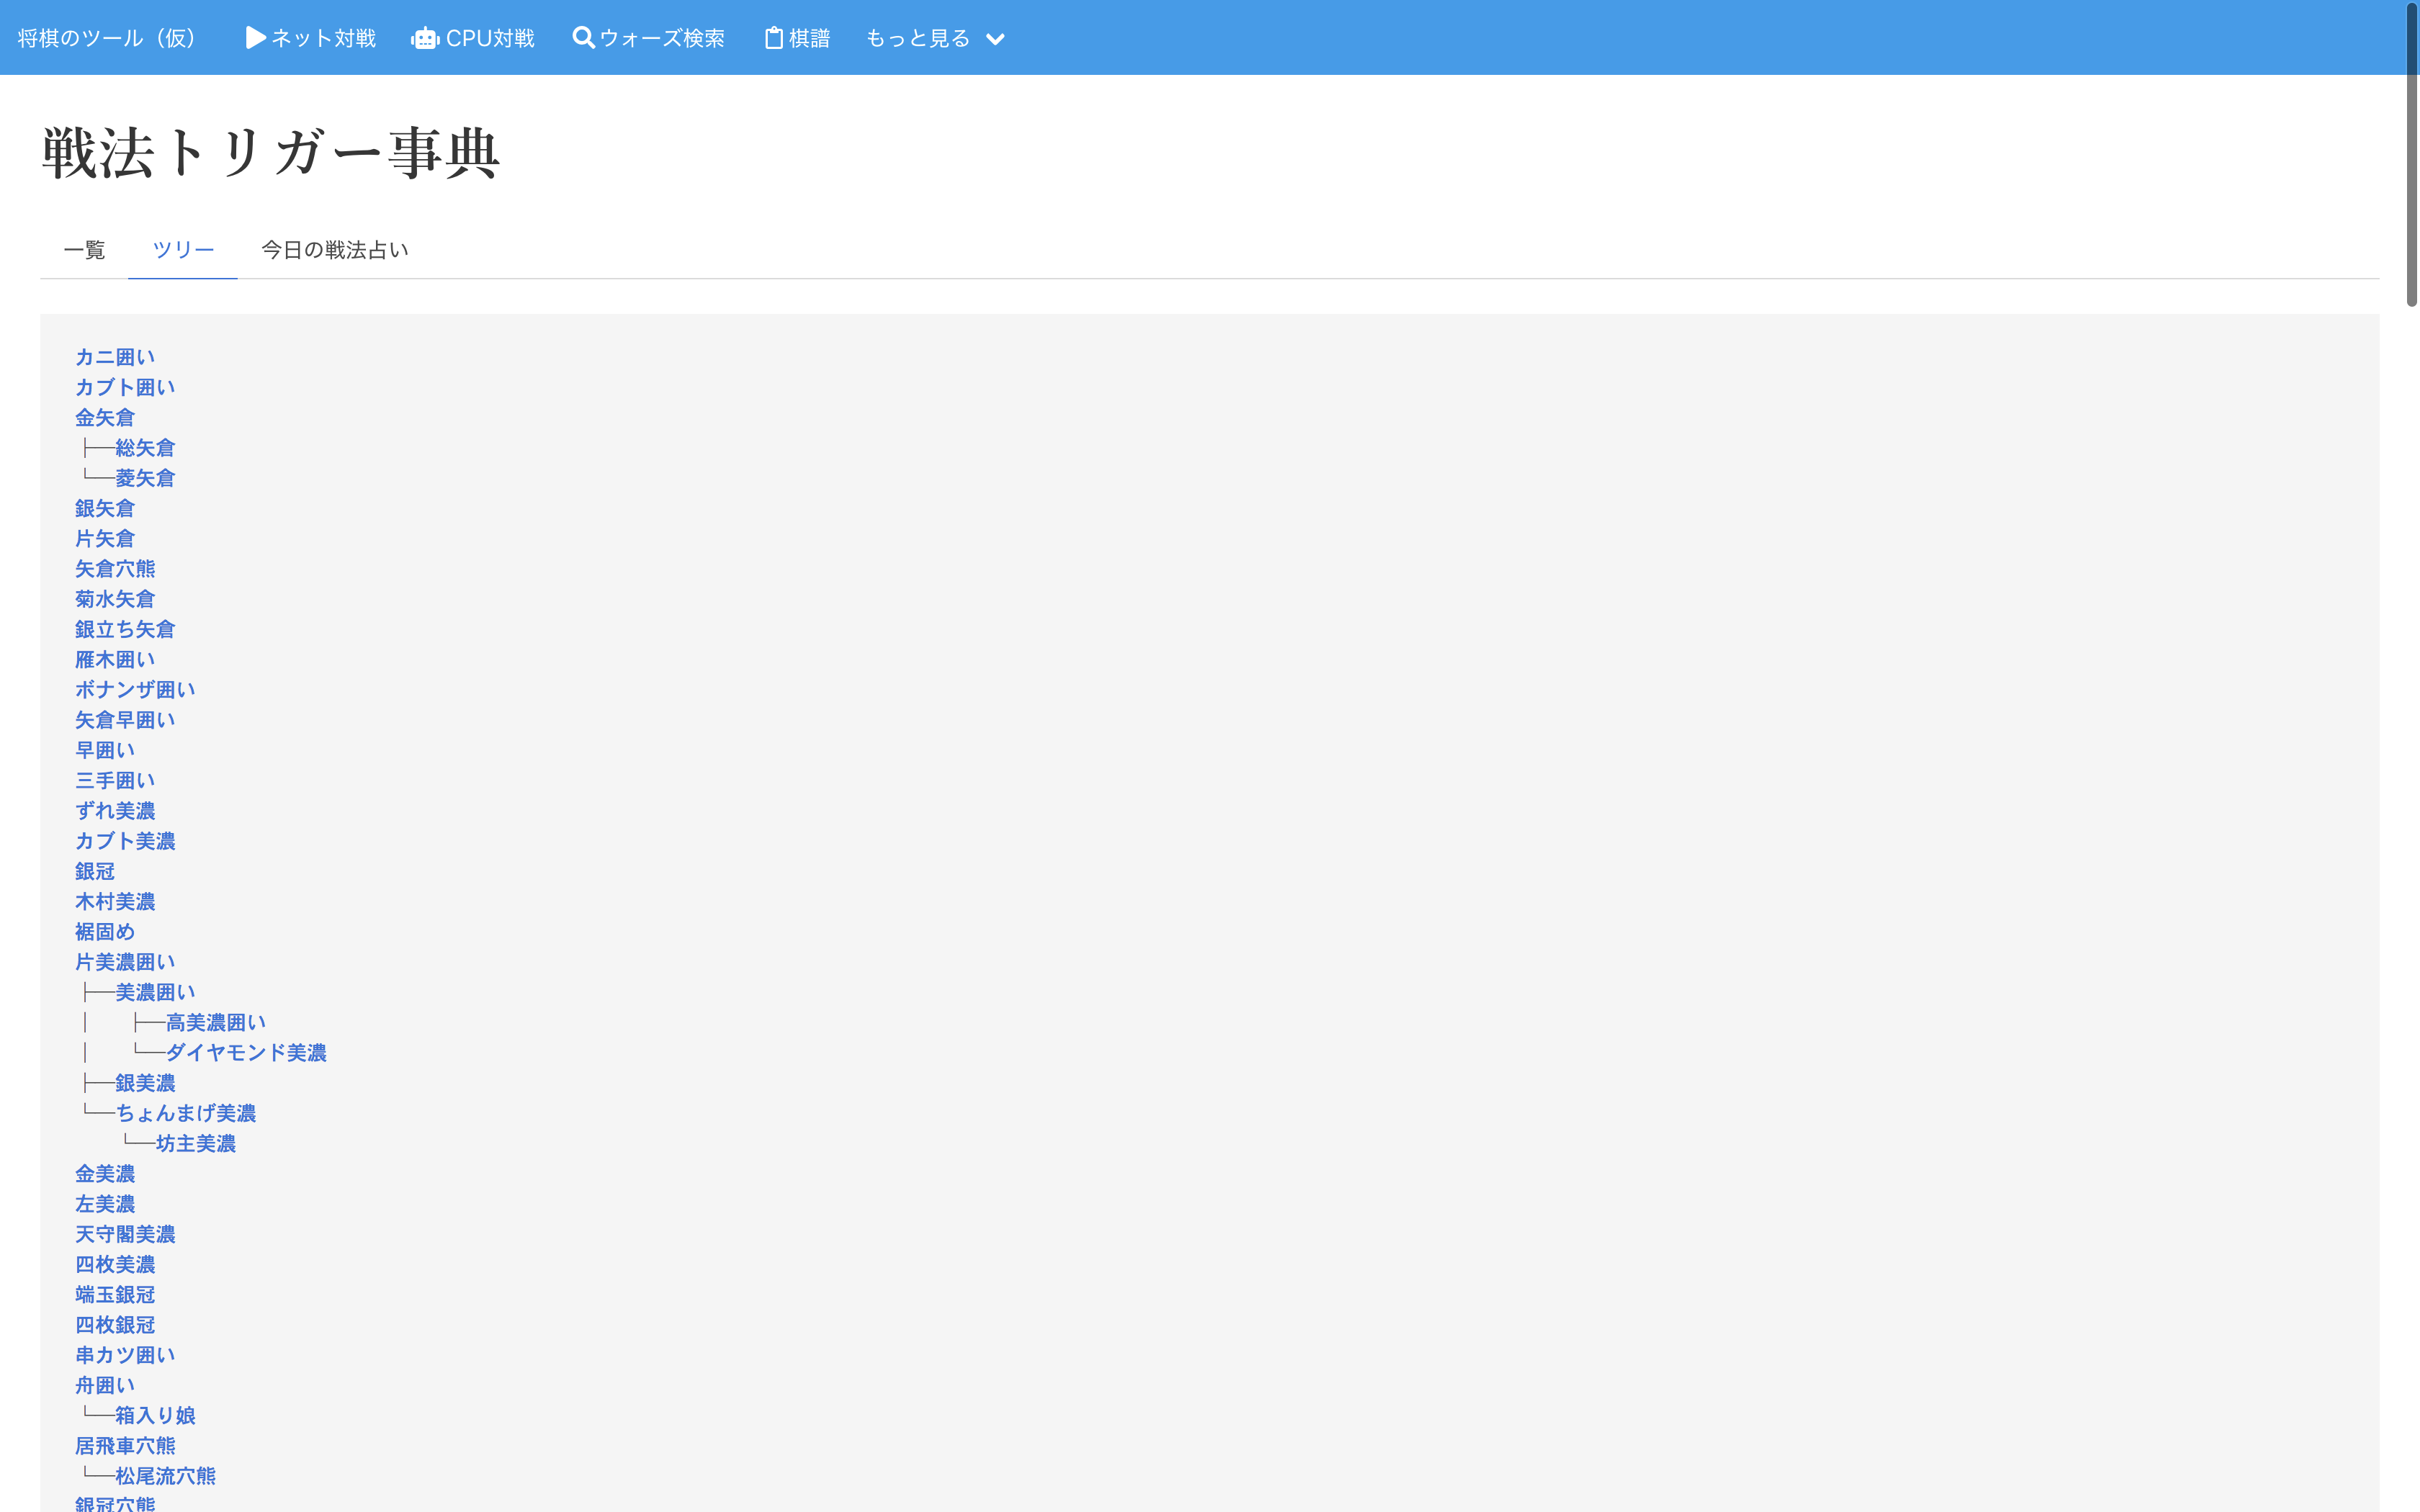 将棋のツール（仮） ネット対戦 CPU対戦 ウォーズ検索 棋譜 もっと見る
戦法トリガー事典
一覧 ツリー 今日の戦法占い
カニ囲い
カブト囲い
金矢倉
├──総矢倉
└──菱矢倉
銀矢倉
片矢倉
矢倉穴熊
菊水矢倉
銀立ち矢倉
雁木囲い
ボナンザ囲い
矢倉早囲い
早囲い
三手囲い
ずれ美濃
カブト美濃
銀冠
木村美濃
裾固め
片美濃囲い
├──美濃囲い
│   ├──高美濃囲い
│   └──ダイヤモンド美濃
├──銀美濃
└──ちょんまげ美濃
    └──坊主美濃
金美濃
左美濃
天守閣美濃
四枚美濃
端玉銀冠
四枚銀冠
串カツ囲い
舟囲い
└──箱入り娘
居飛車穴熊
└──松尾流穴熊
銀冠穴熊